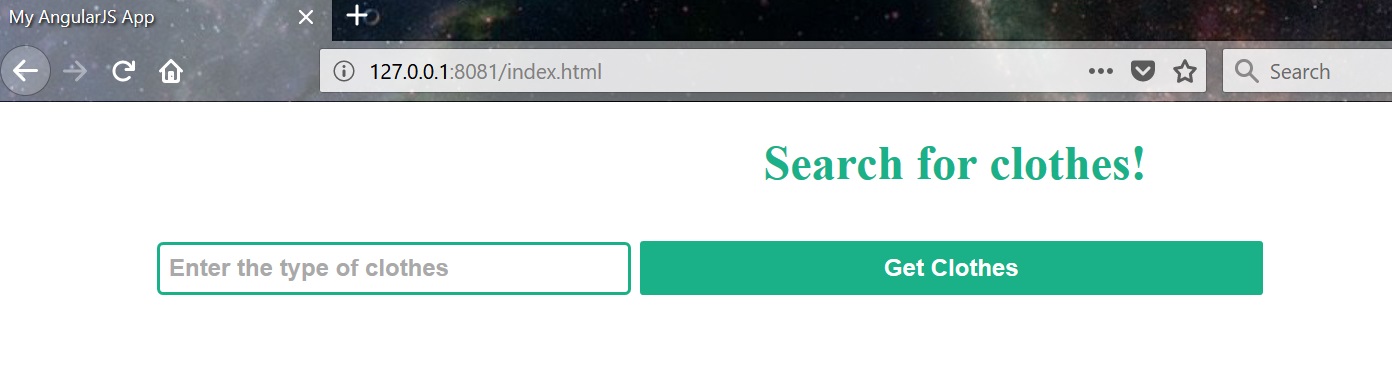 My AngularJS App
127.0.0.1:8081/index.html
Search
Search for clothes!
Enter the type of clothes
Get Clothes